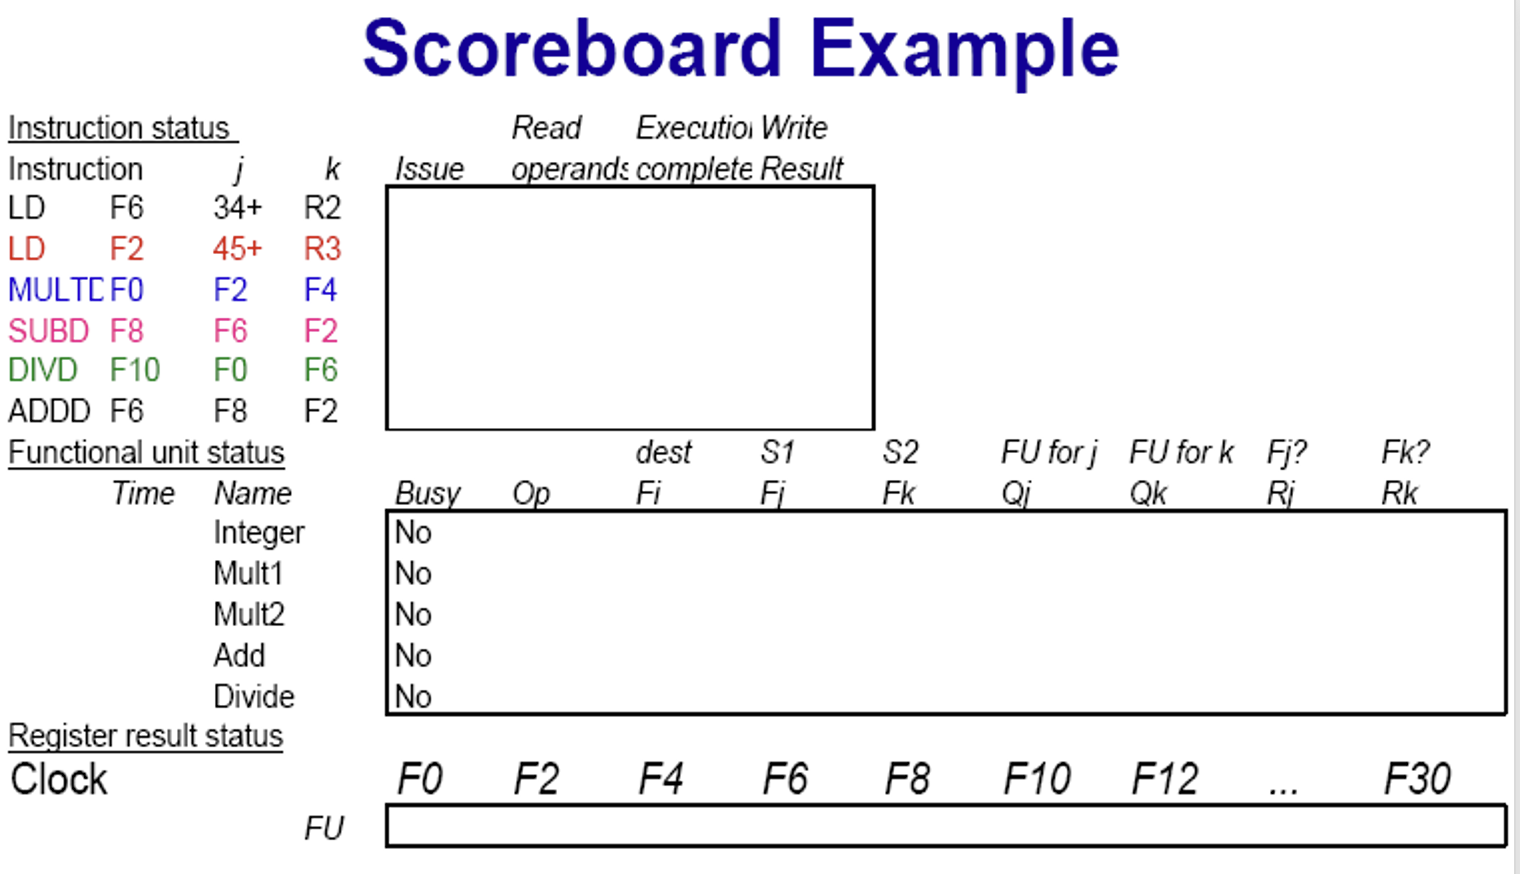 Scoreboard Example
Instruction status Read Execution Write
Instruction j k Issue operands complete Result
LD F6 34+ R2
LD F2 45+ R3
MULTD F0 F2 F4
SUBD F8 F6 F2
DIVD F10 F0 F6
ADDD F6 F8 F2
Functional unit status dest S1 S2 FU for j FU for k Fj? Fk?
Time Name Busy Op Fi Fj Fk Qj Qk Rj Rk
Integer No
Mult1 No
Mult2 No
Add No
Divide No
Register result status
Clock F0 F2 F4 F6 F8 F10 F12 ... F30
FU